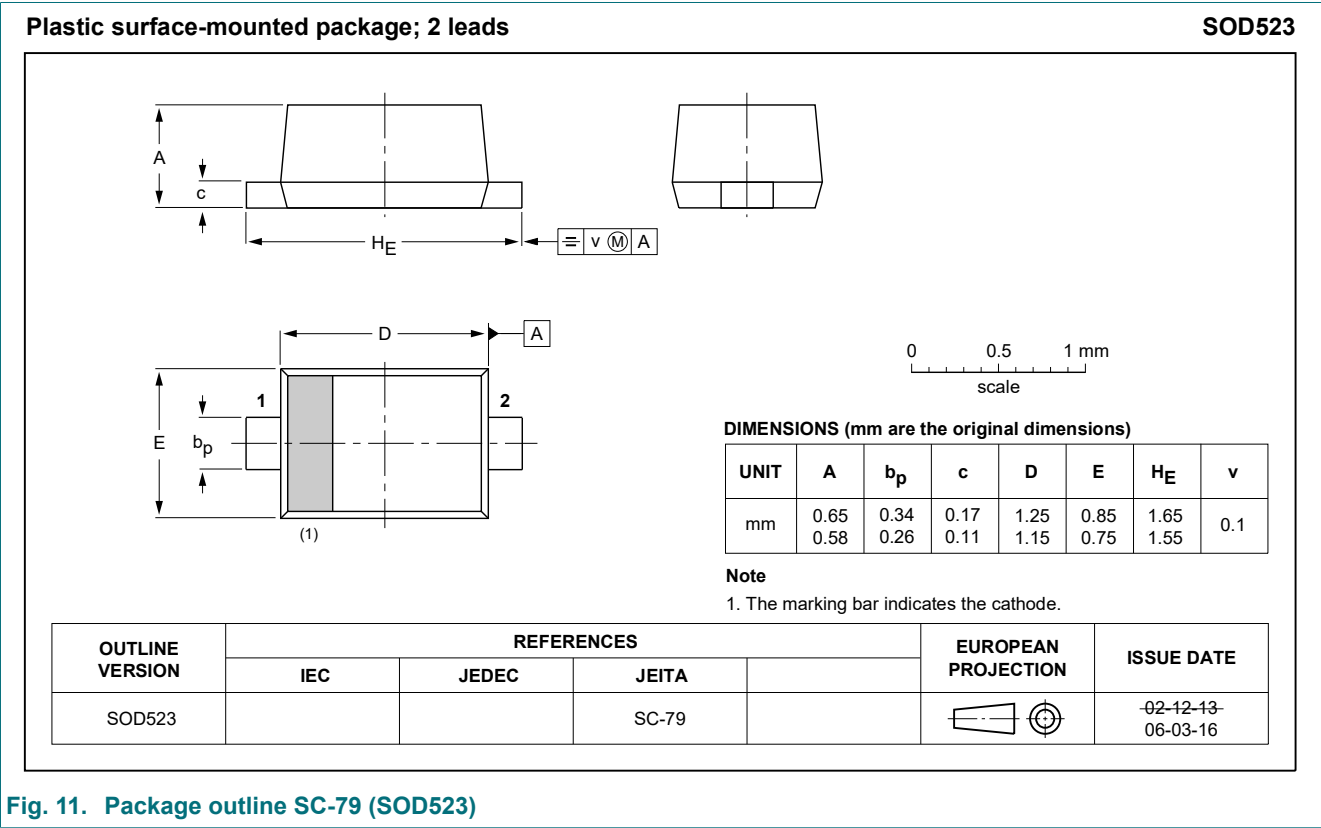 Plastic surface-mounted package; 2 leads SOD523
A
c
HE
v M A
D
A
1
2
E
bp
(1)
0 0.5 1 mm
scale
DIMENSIONS (mm are the original dimensions)
UNIT A bp c D E HE v
mm 0.65 0.34 0.17 1.25 0.85 1.65 0.1
0.58 0.26 0.11 1.15 0.75 1.55
Note
1. The marking bar indicates the cathode.
OUTLINE VERSION REFERENCES EUROPEAN PROJECTION ISSUE DATE
IEC JEDEC JEITA
SOD523 SC-79 02-12-13
06-03-16
Fig. 11. Package outline SC-79 (SOD523)